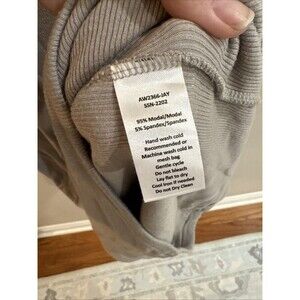 AW2366-JAY
SSN-2202
95% Modal/Modal
5% Spandex/Spandex
Hand wash cold
Recommended or
Machine wash cold in
mesh bag
Gentle cycle
Do not bleach
Lay flat to dry
Cool Iron if needed
Do not Dry Clean